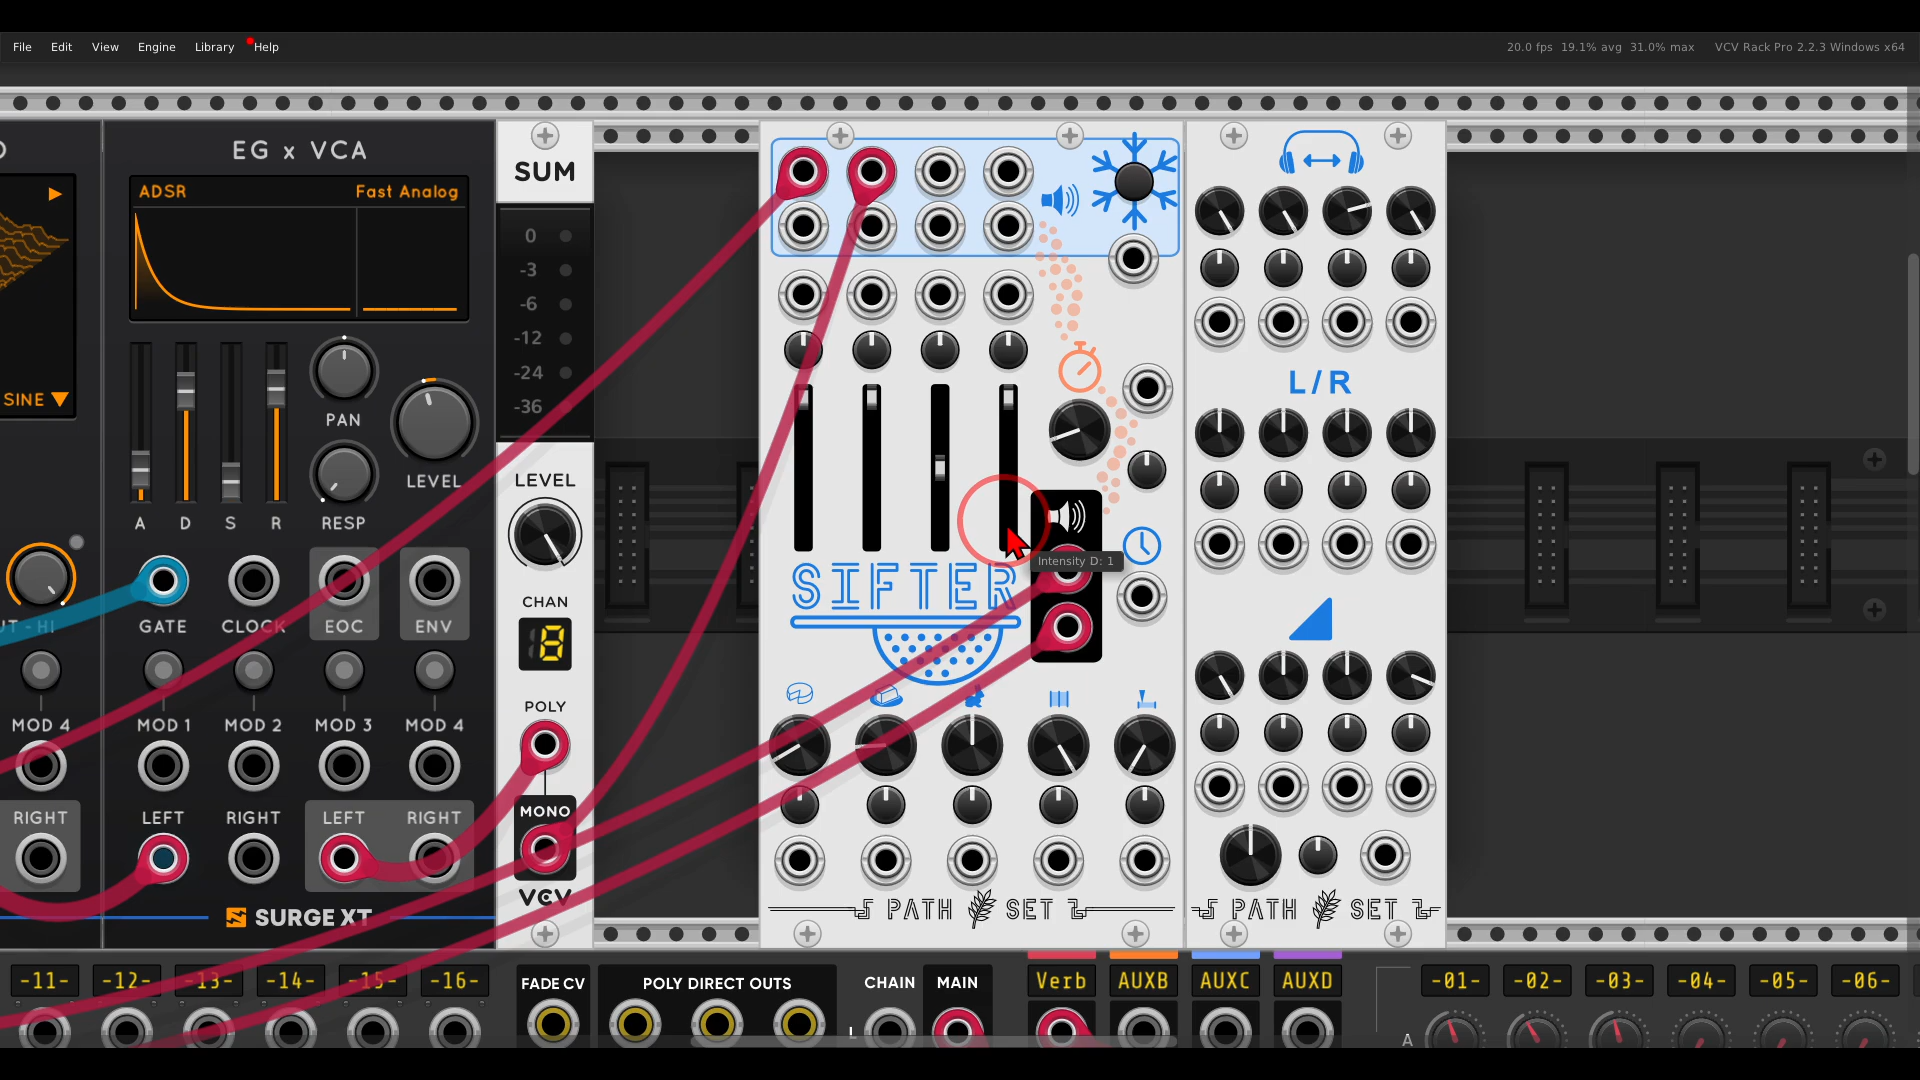 File Edit View Engine Library Help
20.0 fps 19.1% avg 31.0% max VCV Rack Pro 2.2.3 Windows x64
EG x VCA
ADSR Fast Analog
SINE
PAN
LEVEL
A D S R RESP
GATE CLOCK EOC ENV
MOD 4 MOD 1 MOD 2 MOD 3 MOD 4
RIGHT LEFT RIGHT LEFT RIGHT
SURGE XT
SUM
0
-3
-6
-12
-24
-36
LEVEL
CHAN
8
POLY
MONO
VCV
Intensity D: 1
SIFTER
PATH SET
L/R
PATH SET
-11- -12- -13- -14- -15- -16-
FADE CV POLY DIRECT OUTS CHAIN MAIN
Verb AUXB AUXC AUXD
-01- -02- -03- -04- -05- -06-
L
A